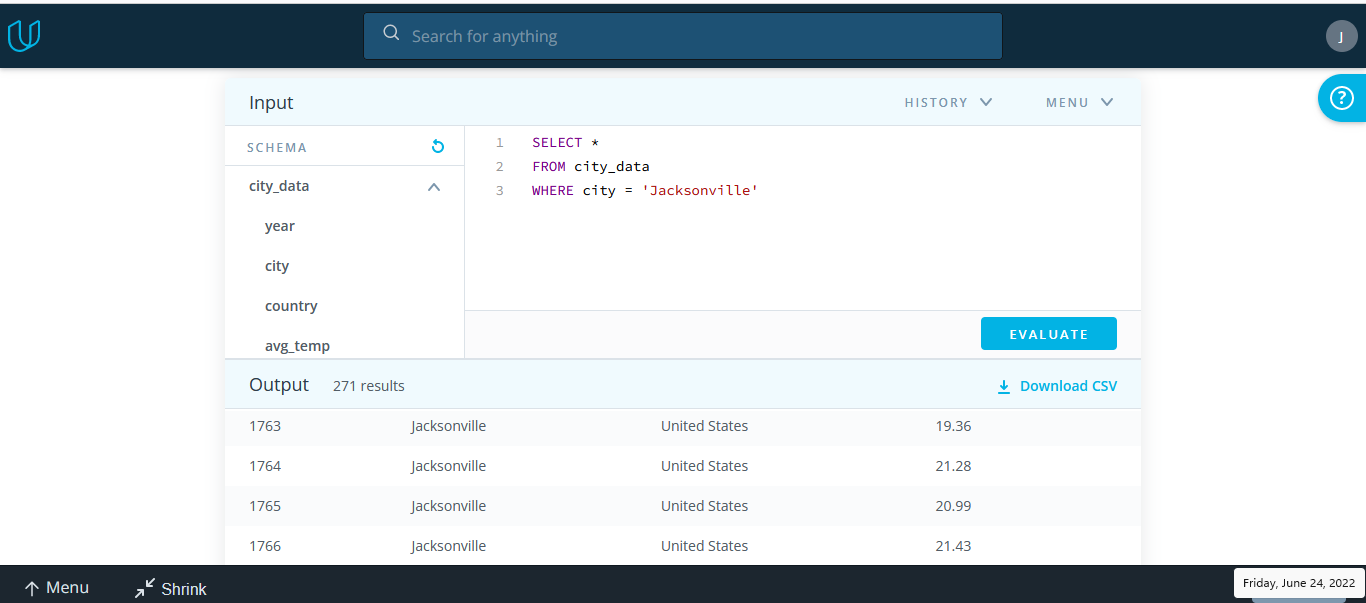 Search for anything
J
Input
HISTORY
MENU
?
SCHEMA
city_data
year
city
country
avg_temp
1 SELECT *
2 FROM city_data
3 WHERE city = 'Jacksonville'
EVALUATE
Output 271 results
Download CSV
1763 Jacksonville United States 19.36
1764 Jacksonville United States 21.28
1765 Jacksonville United States 20.99
1766 Jacksonville United States 21.43
Menu
Shrink
Friday, June 24, 2022